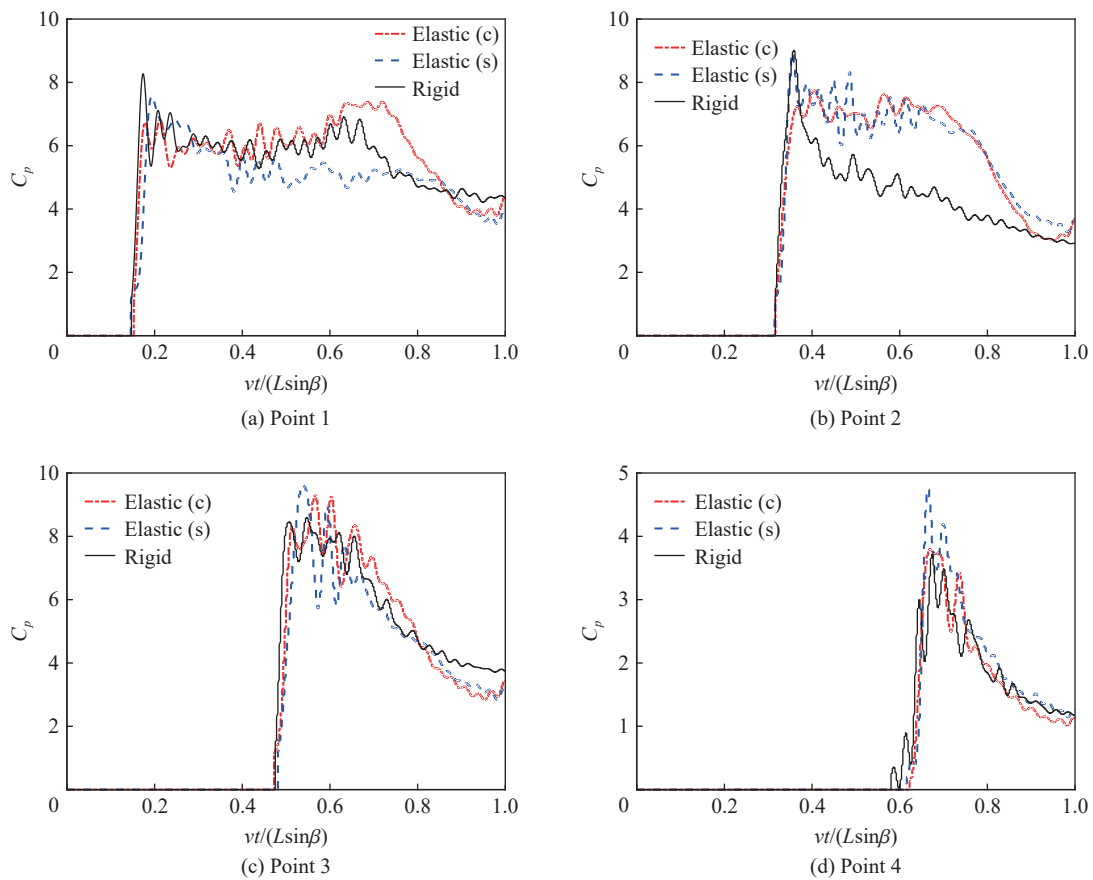 10
8
6
4
2
0
0.2
0.4
0.6
0.8
1.0
C_p
vt/(Lsinβ)
Elastic (c)
Elastic (s)
Rigid
(a) Point 1
10
8
6
4
2
0
0.2
0.4
0.6
0.8
1.0
C_p
vt/(Lsinβ)
Elastic (c)
Elastic (s)
Rigid
(b) Point 2
10
8
6
4
2
0
0.2
0.4
0.6
0.8
1.0
C_p
vt/(Lsinβ)
Elastic (c)
Elastic (s)
Rigid
(c) Point 3
5
4
3
2
1
0
0.2
0.4
0.6
0.8
1.0
C_p
vt/(Lsinβ)
Elastic (c)
Elastic (s)
Rigid
(d) Point 4